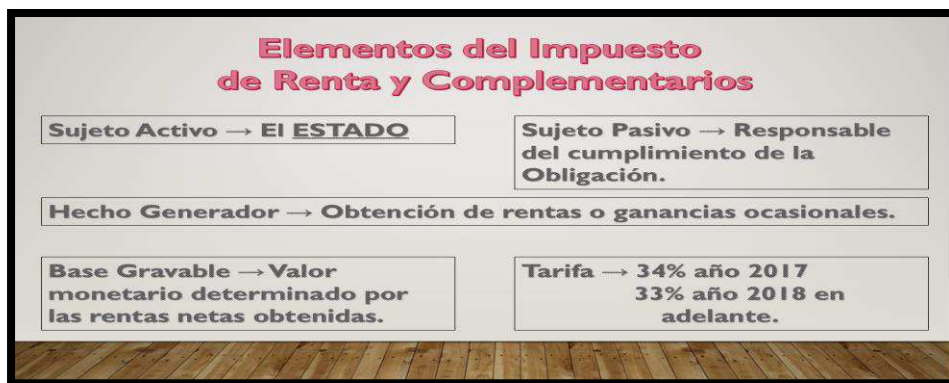 Elementos del Impuesto
de Renta y Complementarios
Sujeto Activo → El ESTADO
Sujeto Pasivo → Responsable
del cumplimiento de la
Obligación.
Hecho Generador → Obtención de rentas o ganancias ocasionales.
Base Gravable → Valor
monetario determinado por
las rentas netas obtenidas.
Tarifa → 34% año 2017
33% año 2018 en
adelante.